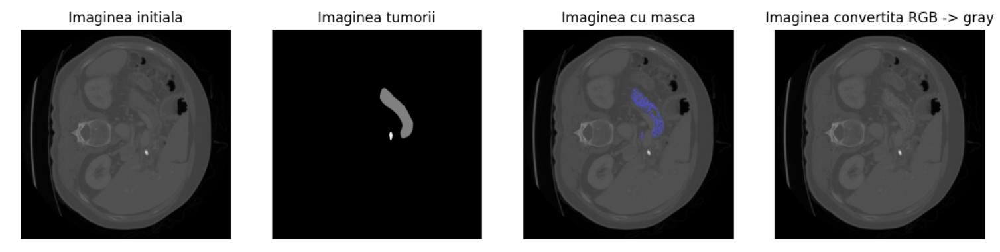 Imaginea initiala
Imaginea tumorii
Imaginea cu masca
Imaginea convertita RGB -> gray